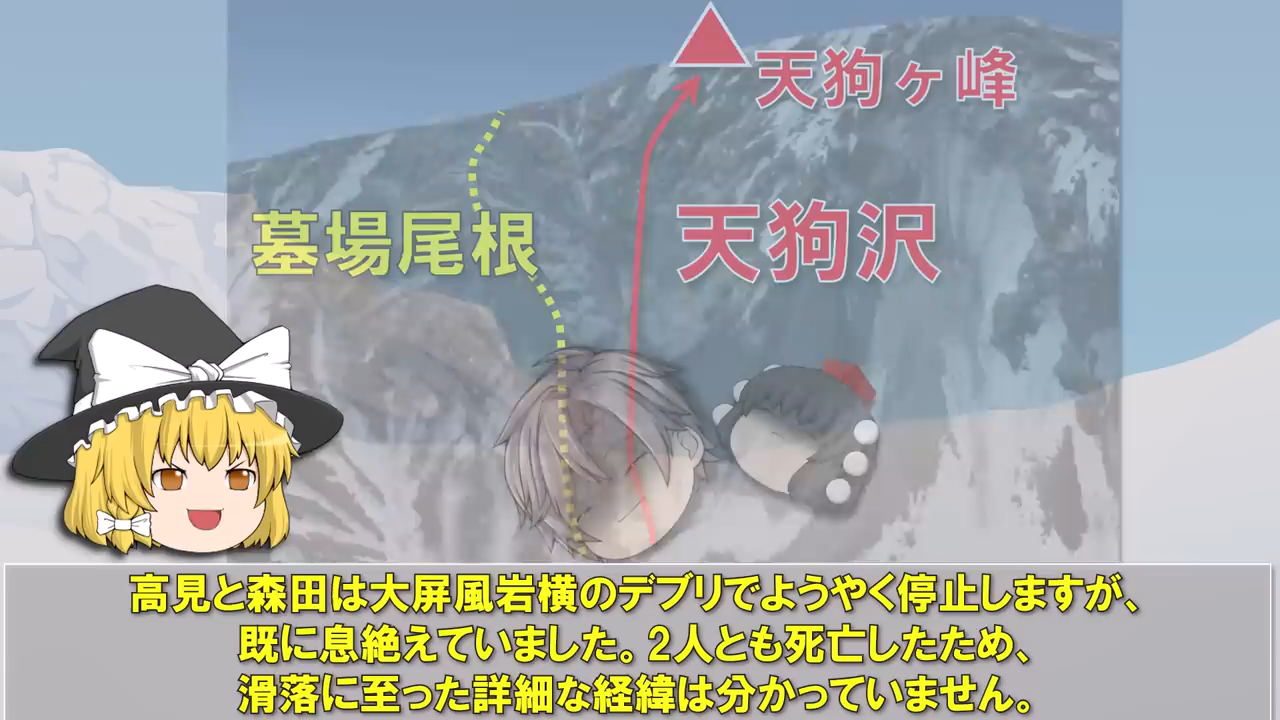 天狗ヶ峰
天狗沢
墓場尾根
高見と森田は大屏風岩横のデブリでようやく停止しますが、
既に息絶えていました。2人とも死亡したため、
滑落に至った詳細な経緯は分かっていません。